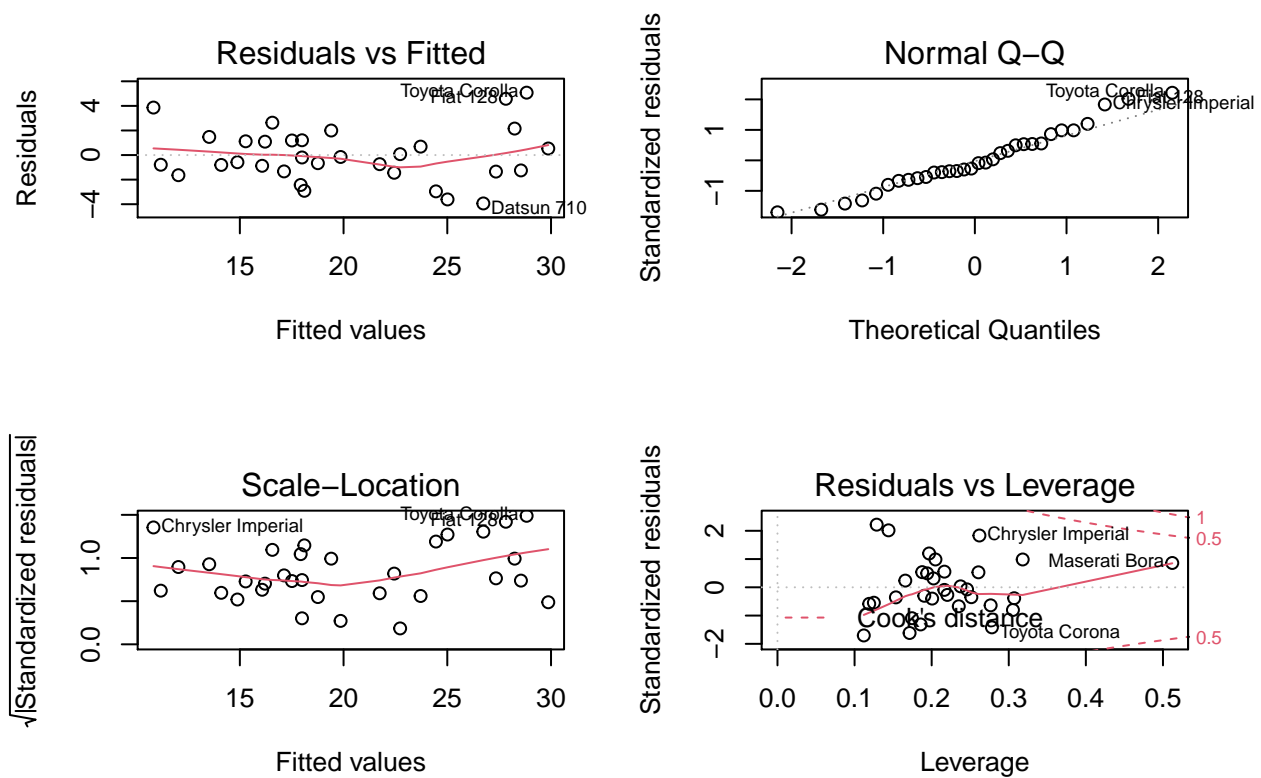 Residuals vs Fitted
Residuals
4
0
−4
Toyota Corolla
Fiat 128
Datsun 710
15 20 25 30
Fitted values
Normal Q−Q
Standardized residuals
1
−1
Toyota Corolla
Fiat 128
Chrysler Imperial
−2 −1 0 1 2
Theoretical Quantiles
Scale−Location
√|Standardized residuals|
1.0
0.0
Toyota Corolla
Fiat 128
Chrysler Imperial
15 20 25 30
Fitted values
Residuals vs Leverage
Standardized residuals
2
0
−2
1
0.5
0.5
Chrysler Imperial
Maserati Bora
Cook's distance
Toyota Corona
0.0 0.1 0.2 0.3 0.4 0.5
Leverage